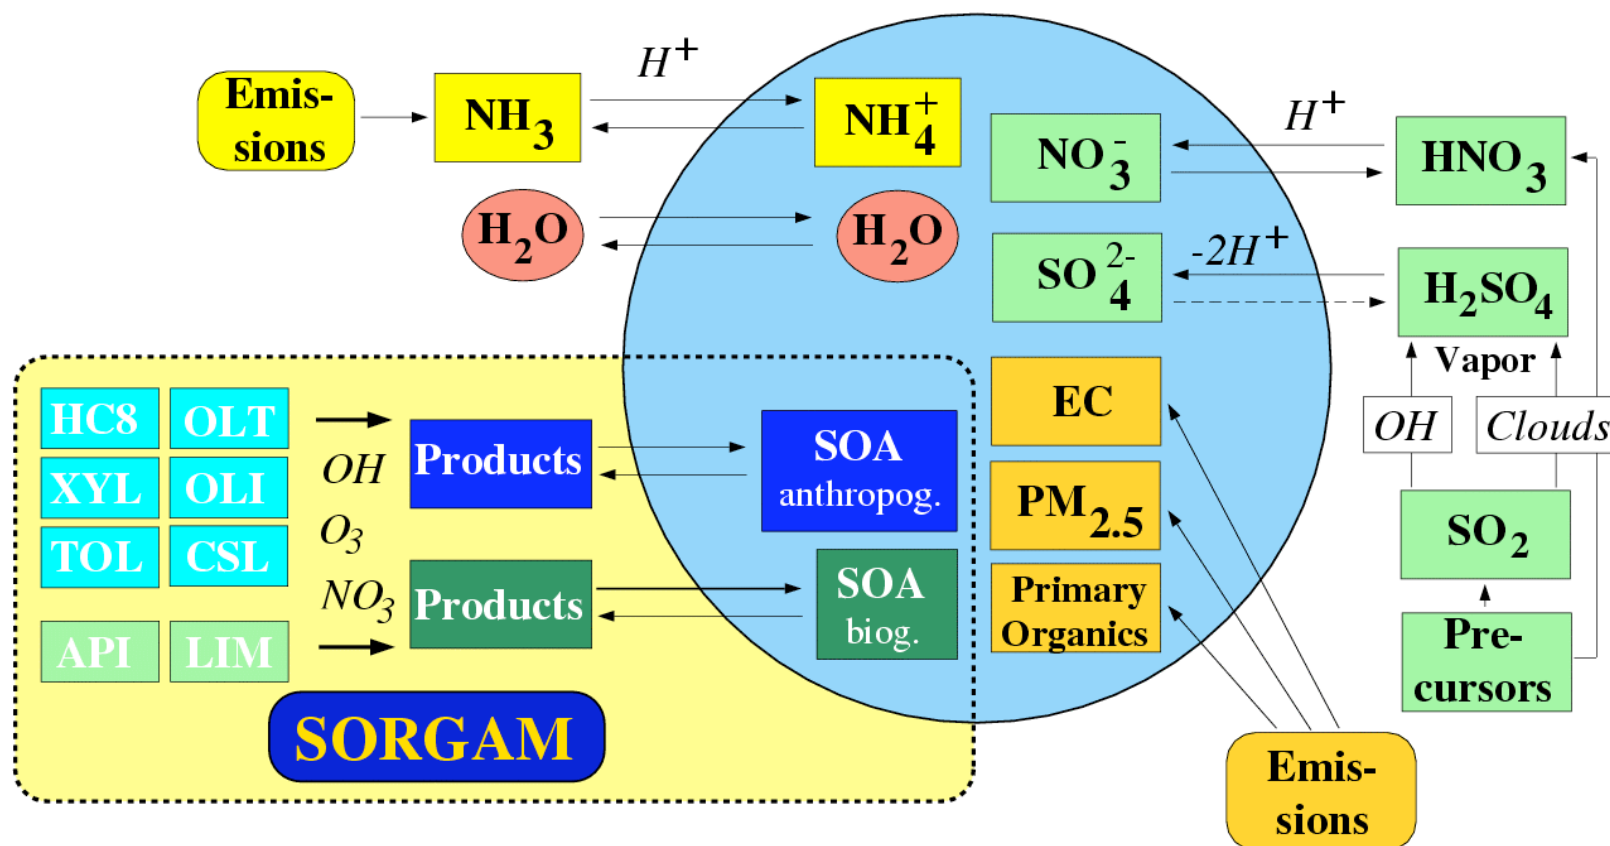 Emis-
sions
NH3
H+
NH4+
H2O
H2O
NO3-
H+
HNO3
SO42-
-2H+
H2SO4
Vapor
OH
Clouds
SO2
Pre-
cursors
EC
PM2.5
Primary
Organics
Emis-
sions
HC8
OLT
XYL
OLI
TOL
CSL
API
LIM
OH
O3
NO3
Products
SOA
anthropog.
Products
SOA
biog.
SORGAM